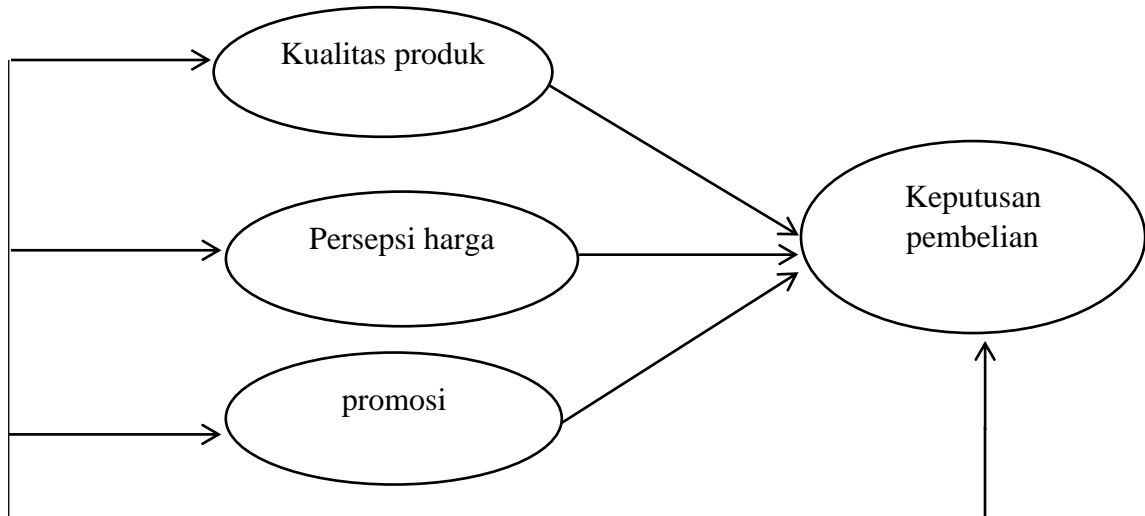 Kualitas produk
Persepsi harga
promosi
Keputusan
pembelian